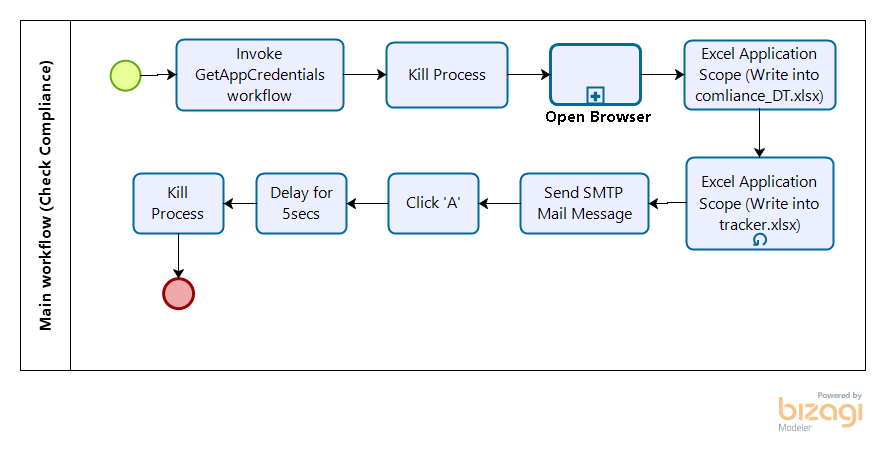 Main workflow (Check Compliance)
Invoke
GetAppCredentials
workflow
Kill Process
Open Browser
Excel Application
Scope (Write into
comliance_DT.xlsx)
Excel Application
Scope (Write into
tracker.xlsx)
Send SMTP
Mail Message
Click 'A'
Delay for
5secs
Kill
Process
Powered by
bizagi
Modeler